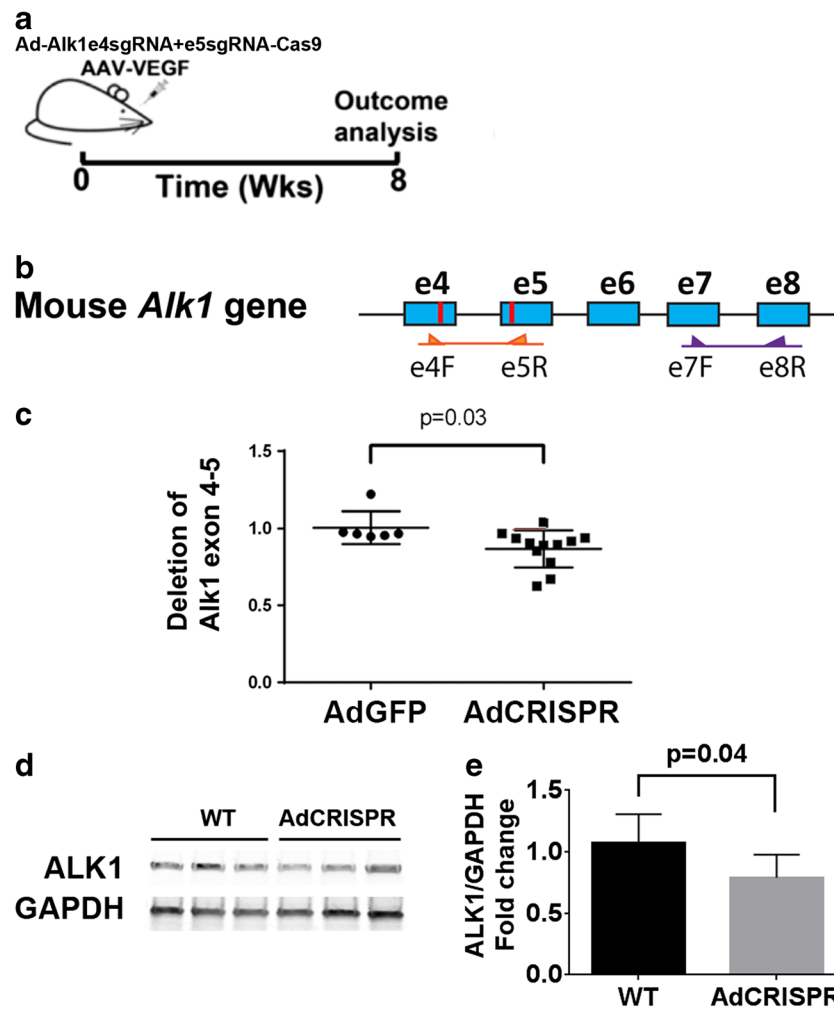 a
Ad-Alk1e4sgRNA+e5sgRNA-Cas9
AAV-VEGF
Outcome
analysis
0 Time (Wks) 8
b
Mouse Alk1 gene
e4 e5 e6 e7 e8
e4F e5R e7F e8R
c
p=0.03
Deletion of
Alk1 exon 4-5
1.5
1.0
0.5
0.0
AdGFP AdCRISPR
d
WT AdCRISPR
ALK1
GAPDH
e
p=0.04
ALK1/GAPDH
Fold change
1.5
1.0
0.5
0.0
WT AdCRISPR